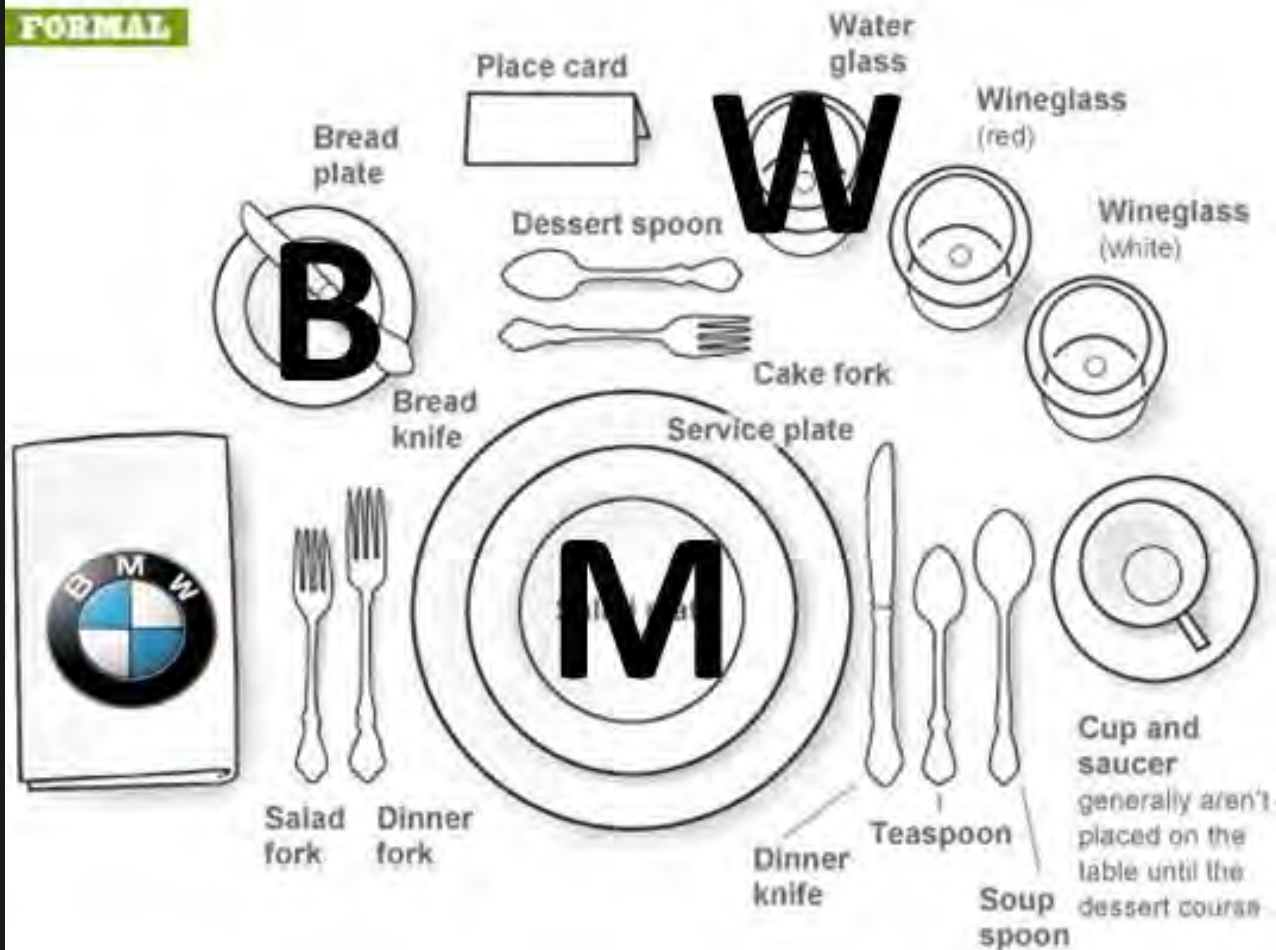 FORMAL
Place card
Water
glass
Wineglass
(red)
Bread
plate
W
Wineglass
(white)
Dessert spoon
B
Cake fork
Bread
knife
Service plate
B M W
M
Salad
fork
Dinner
fork
Dinner
knife
Teaspoon
Soup
spoon
Cup and
saucer
generally aren't
placed on the
table until the
dessert course